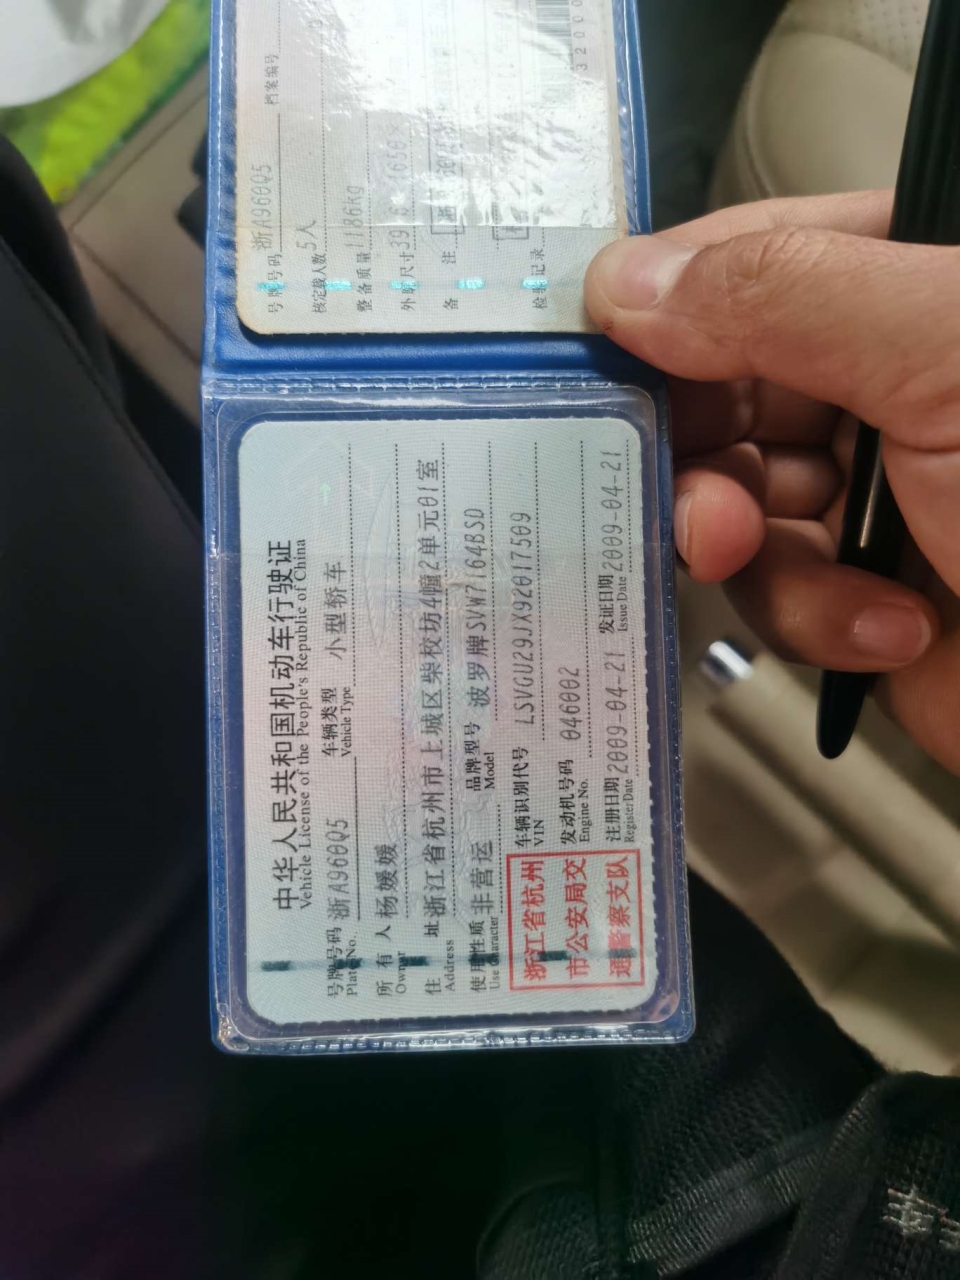 中华人民共和国机动车行驶证
Vehicle License of the People's Republic of China
号牌号码 浙A960Q5 车辆类型 小型轿车
Plate No. Vehicle Type
所有人 杨媛媛
Owner
住址 浙江省杭州市上城区柴校坊4幢2单元01室
Address
使用性质 非营运 品牌型号 波罗牌SVW7164BSD
Use Character Model
浙江省杭州
市公安局交
通警察支队
车辆识别代号 LSVGU29JX92017509
VIN
发动机号码 046002
Engine No.
注册日期 2009-04-21 发证日期 2009-04-21
Register Date Issue Date
号牌号码 浙A960Q5 档案编号
核定载人数 5人
整备质量 1186KG
外廓尺寸
备注
检验记录